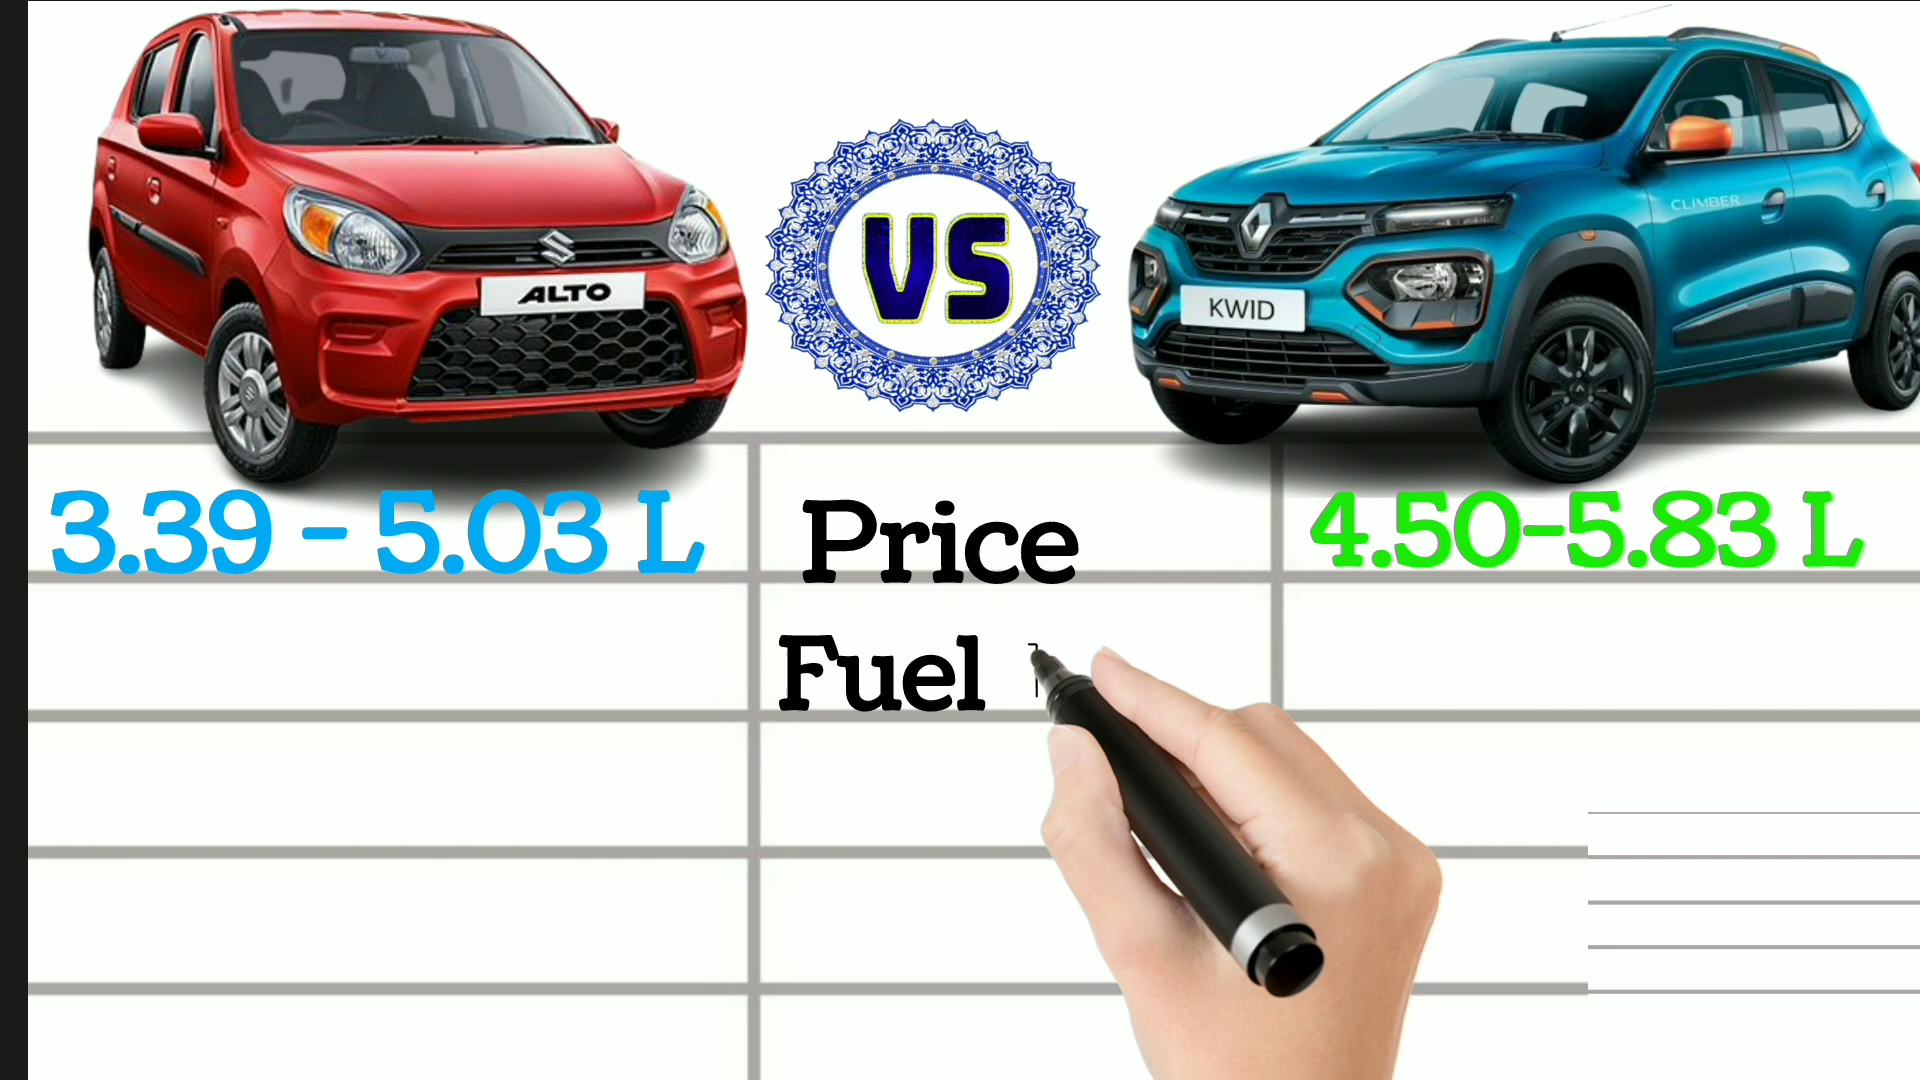 VS
CLIMBER
ALTO
KWID
3.39 - 5.03 L
Price
4.50-5.83 L
Fuel